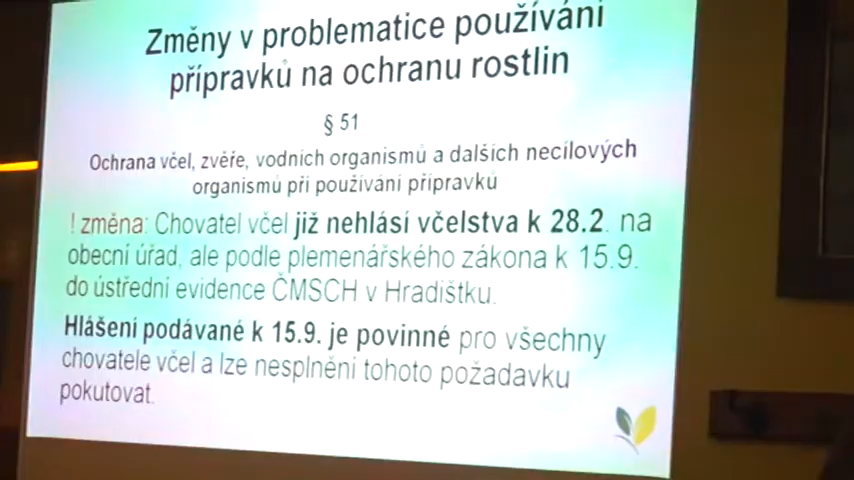 Změny v problematice používání
přípravků na ochranu rostlin
§ 51
Ochrana včel, zvěře, vodních organismů a dalších necílových
organismů při používání přípravků
! změna: Chovatel včel již nehlásí včelstva k 28.2. na
obecní úřad, ale podle plemenářského zákona k 15.9.
do ústřední evidence ČMSCH v Hradištku.
Hlášení podávané k 15.9. je povinné pro všechny
chovatele včel a lze nesplnění tohoto požadavku
pokutovat.